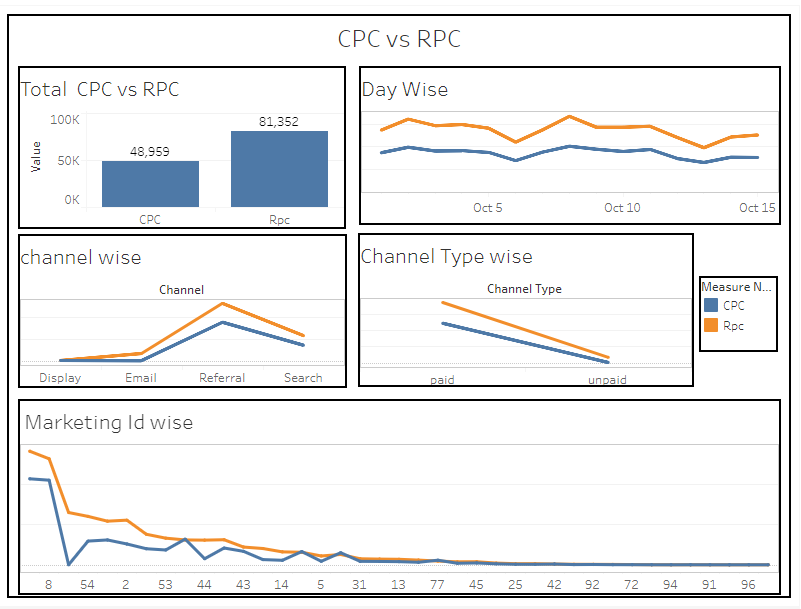 CPC vs RPC
Total CPC vs RPC
100K
50K
0K
Value
48,959
81,352
CPC
Rpc
Day Wise
Oct 5
Oct 10
Oct 15
channel wise
Channel
Display
Email
Referral
Search
Channel Type wise
Channel Type
paid
unpaid
Measure N...
CPC
Rpc
Marketing Id wise
8 54 2 53 44 43 14 5 31 13 77 45 25 42 92 72 94 91 96